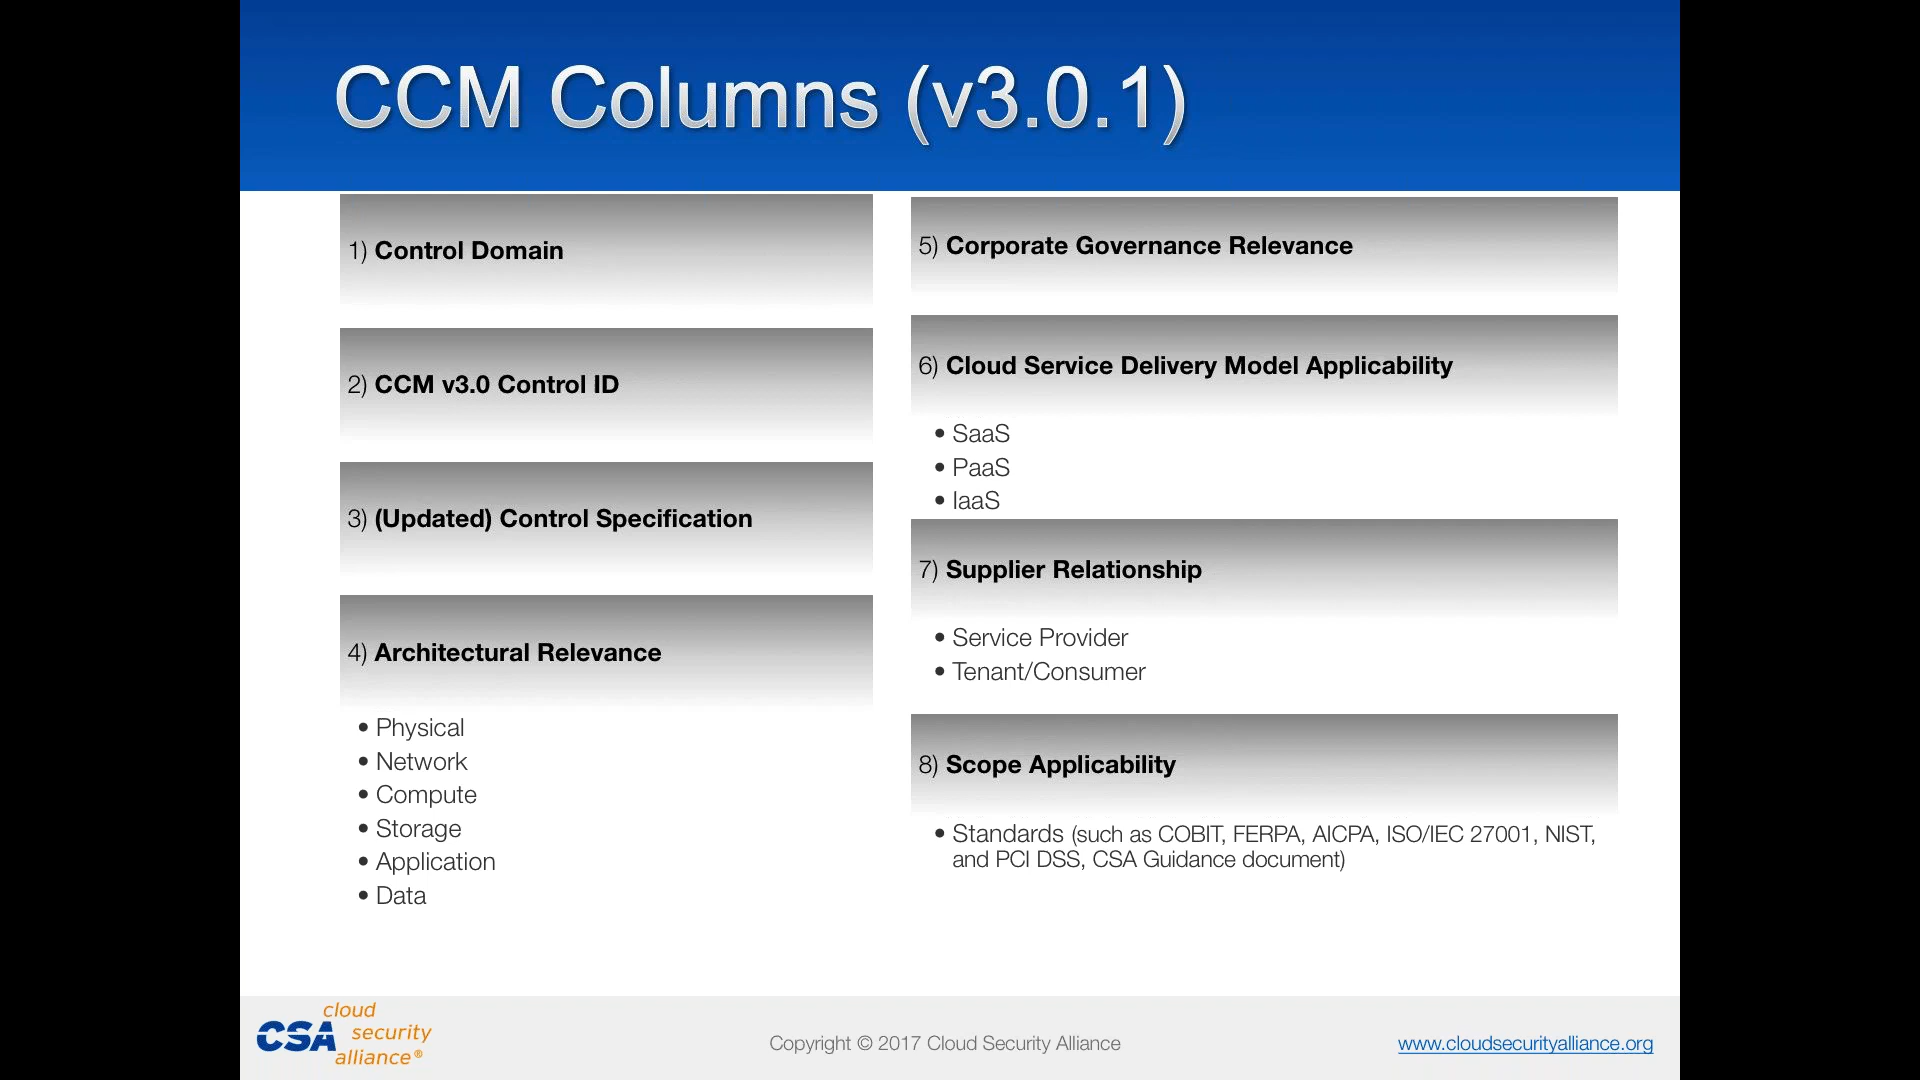 CCM Columns (v3.0.1)
1) Control Domain
2) CCM v3.0 Control ID
3) (Updated) Control Specification
4) Architectural Relevance
• Physical
• Network
• Compute
• Storage
• Application
• Data
5) Corporate Governance Relevance
6) Cloud Service Delivery Model Applicability
• SaaS
• PaaS
• IaaS
7) Supplier Relationship
• Service Provider
• Tenant/Consumer
8) Scope Applicability
• Standards (such as COBIT, FERPA, AICPA, ISO/IEC 27001, NIST,
and PCI DSS, CSA Guidance document)
CSA
cloud
security
alliance®
Copyright © 2017 Cloud Security Alliance
www.cloudsecurityalliance.org